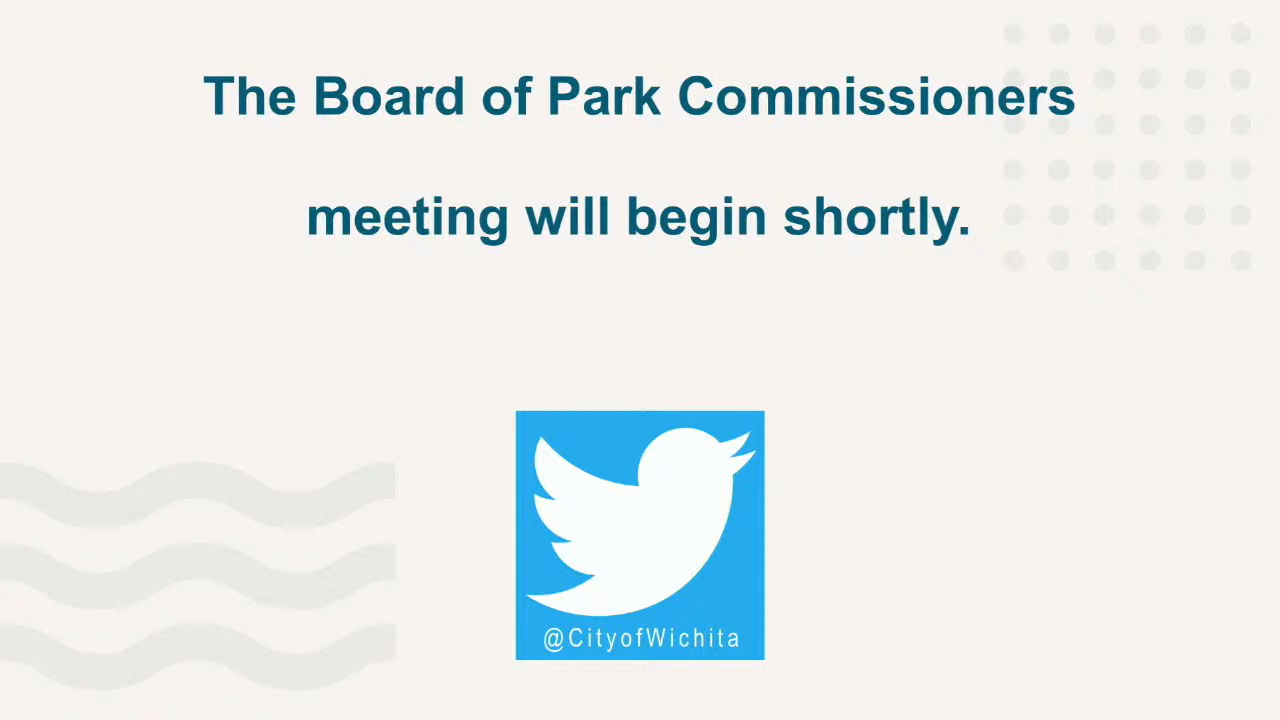 The Board of Park Commissioners
meeting will begin shortly.
@CityofWichita